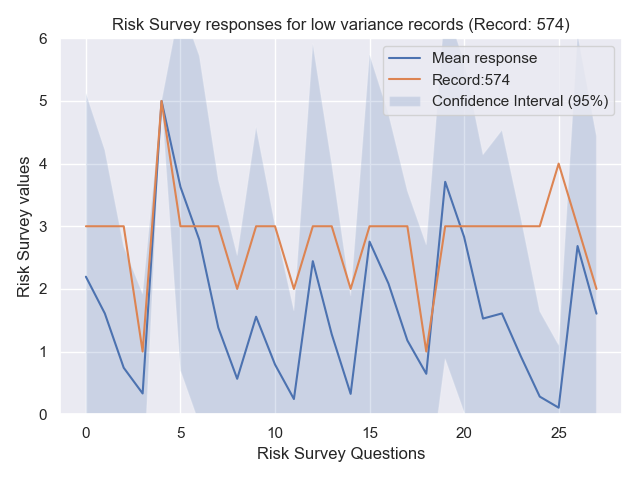 Risk Survey responses for low variance records (Record: 574)
Mean response
Record:574
Confidence Interval (95%)
Risk Survey values
6
5
4
3
2
1
0
0
5
10
15
20
25
Risk Survey Questions